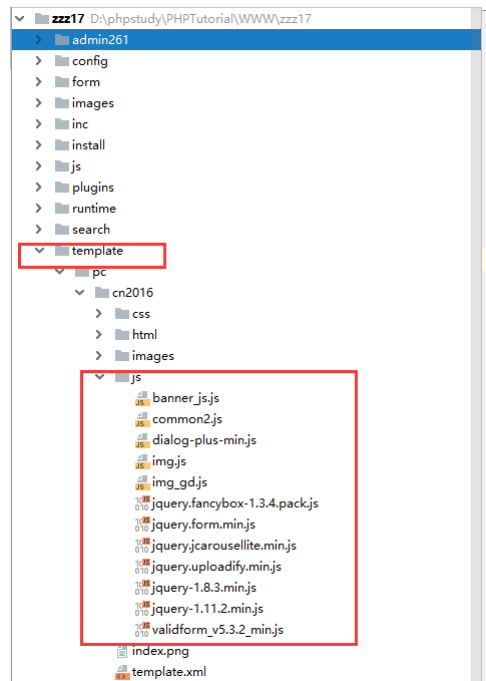 zzz17 D:\phpstudy\PHPTutorial\WWW\zzz17
admin261
config
form
images
inc
install
js
plugins
runtime
search
template
pc
cn2016
css
html
images
js
banner_js.js
common2.js
dialog-plus-min.js
img.js
img_gd.js
jquery.fancybox-1.3.4.pack.js
jquery.form.min.js
jquery.jcarousellite.min.js
jquery.uploadify.min.js
jquery-1.8.3.min.js
jquery-1.11.2.min.js
validform_v5.3.2_min.js
index.png
template.xml